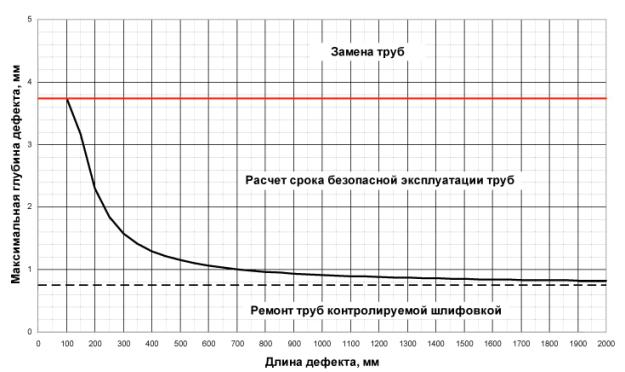 Замена труб
Расчет срока безопасной эксплуатации труб
Ремонт труб контролируемой шлифовкой
Максимальная глубина дефекта, мм
5
4
3
2
1
0
0 100 200 300 400 500 600 700 800 900 1000 1100 1200 1300 1400 1500 1600 1700 1800 1900 2000
Длина дефекта, мм